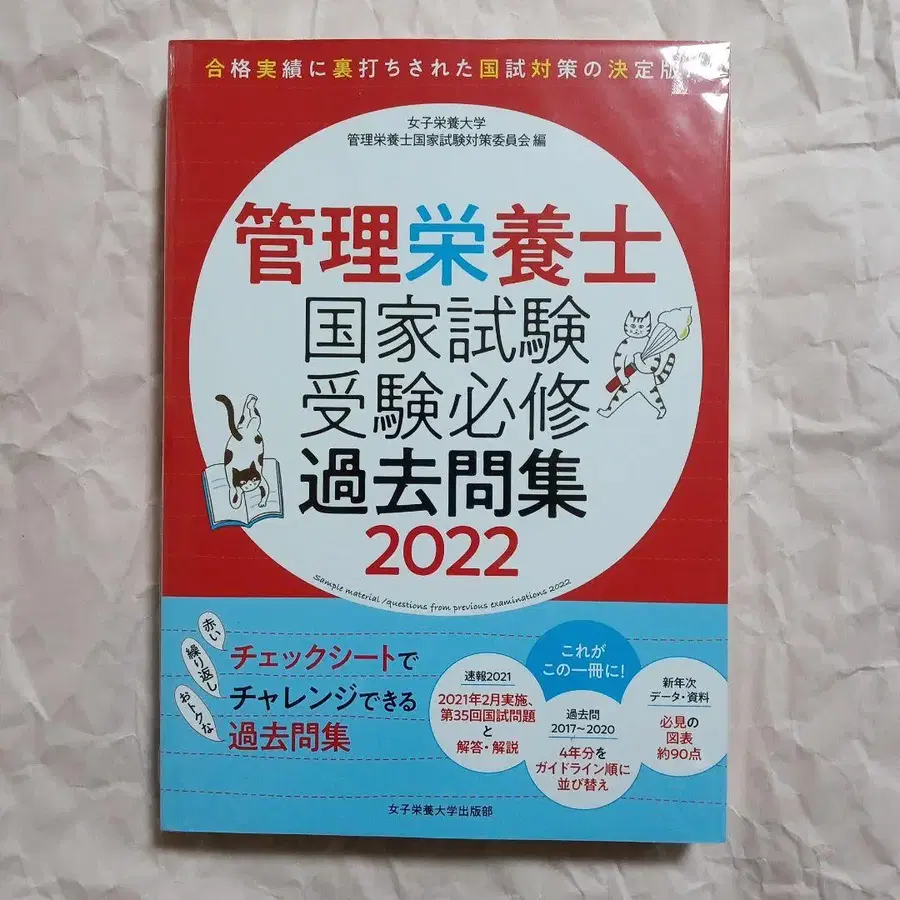 合格実績に裏打ちされた国試対策の決定版!
女子栄養大学
管理栄養士国家試験対策委員会 編
管理栄養士
国家試験
受験必修
過去問集
2022
Sample material /questions from previous examinations 2022
赤い
繰り返し
おトクな
チェックシートで
チャレンジできる
過去問集
これが
この一冊に!
速報2021
2021年2月実施、
第35回国試問題
と
解答・解説
過去問
2017〜2020
4年分を
ガイドライン順に
並び替え
新年次
データ・資料
必見の
図表
約90点
女子栄養大学出版部